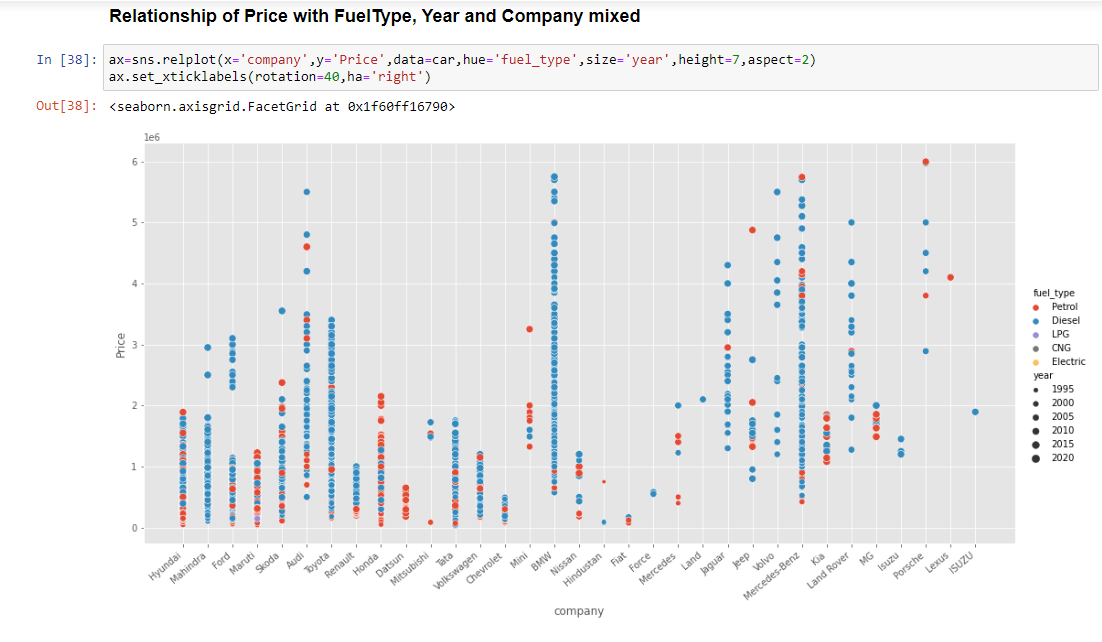 Relationship of Price with FuelType, Year and Company mixed
In [38]: ax=sns.relplot(x='company',y='Price',data=car,hue='fuel_type',size='year',height=7,aspect=2)
ax.set_xticklabels(rotation=40,ha='right')
Out[38]: <seaborn.axisgrid.FacetGrid at 0x1f60ff16790>
1e6
6
5
4
3
2
1
0
Price
Hyundai
Mahindra
Ford
Maruti
Skoda
Audi
Toyota
Renault
Honda
Datsun
Mitsubishi
Tata
Volkswagen
Chevrolet
Mini
BMW
Nissan
Hindustan
Fiat
Force
Mercedes
Land
Jaguar
Jeep
Volvo
Mercedes-Benz
Kia
Land Rover
MG
Isuzu
Porsche
Lexus
ISUZU
company
fuel_type
Petrol
Diesel
LPG
CNG
Electric
year
1995
2000
2005
2010
2015
2020